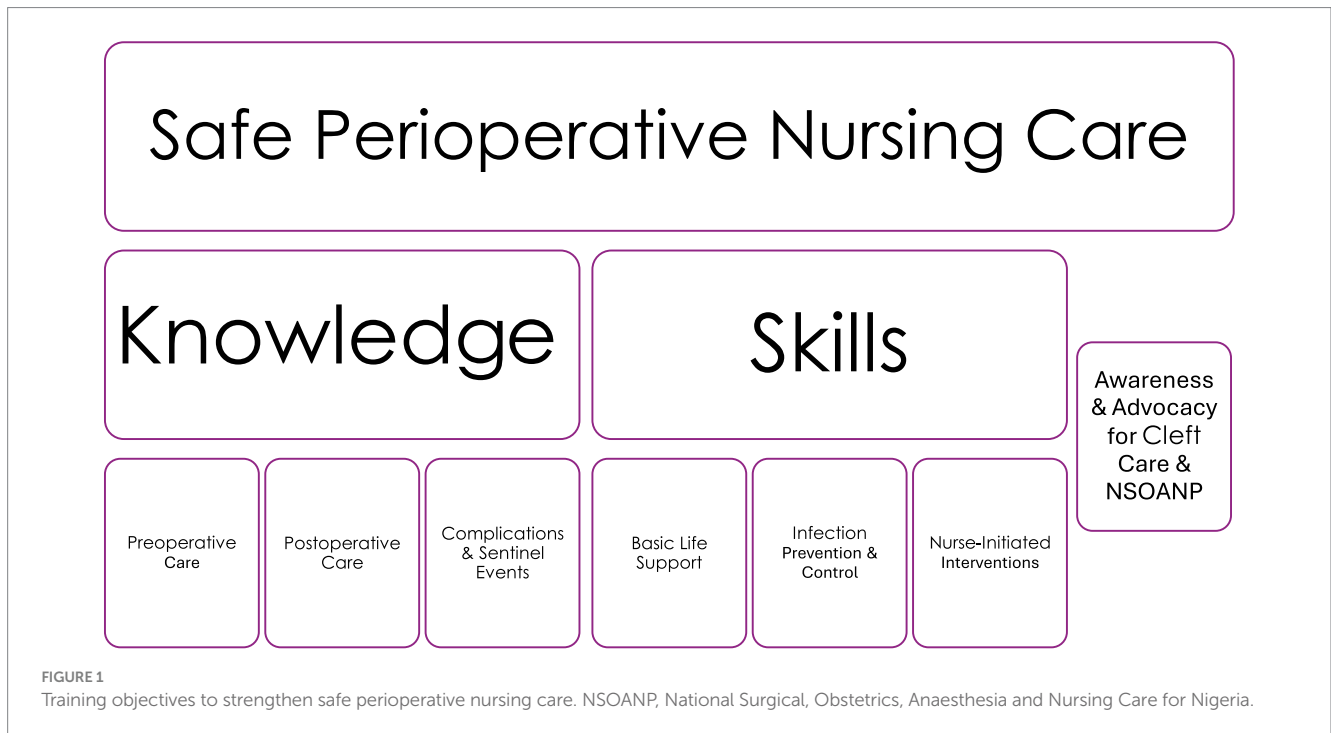 Safe Perioperative Nursing Care
Knowledge
Skills
Awareness
& Advocacy
for Cleft
Care &
NSOANP
Preoperative
Care
Postoperative
Care
Complications
& Sentinel
Events
Basic Life
Support
Infection
Prevention &
Control
Nurse-Initiated
Interventions
FIGURE 1
Training objectives to strengthen safe perioperative nursing care. NSOANP, National Surgical, Obstetrics, Anaesthesia and Nursing Care for Nigeria.